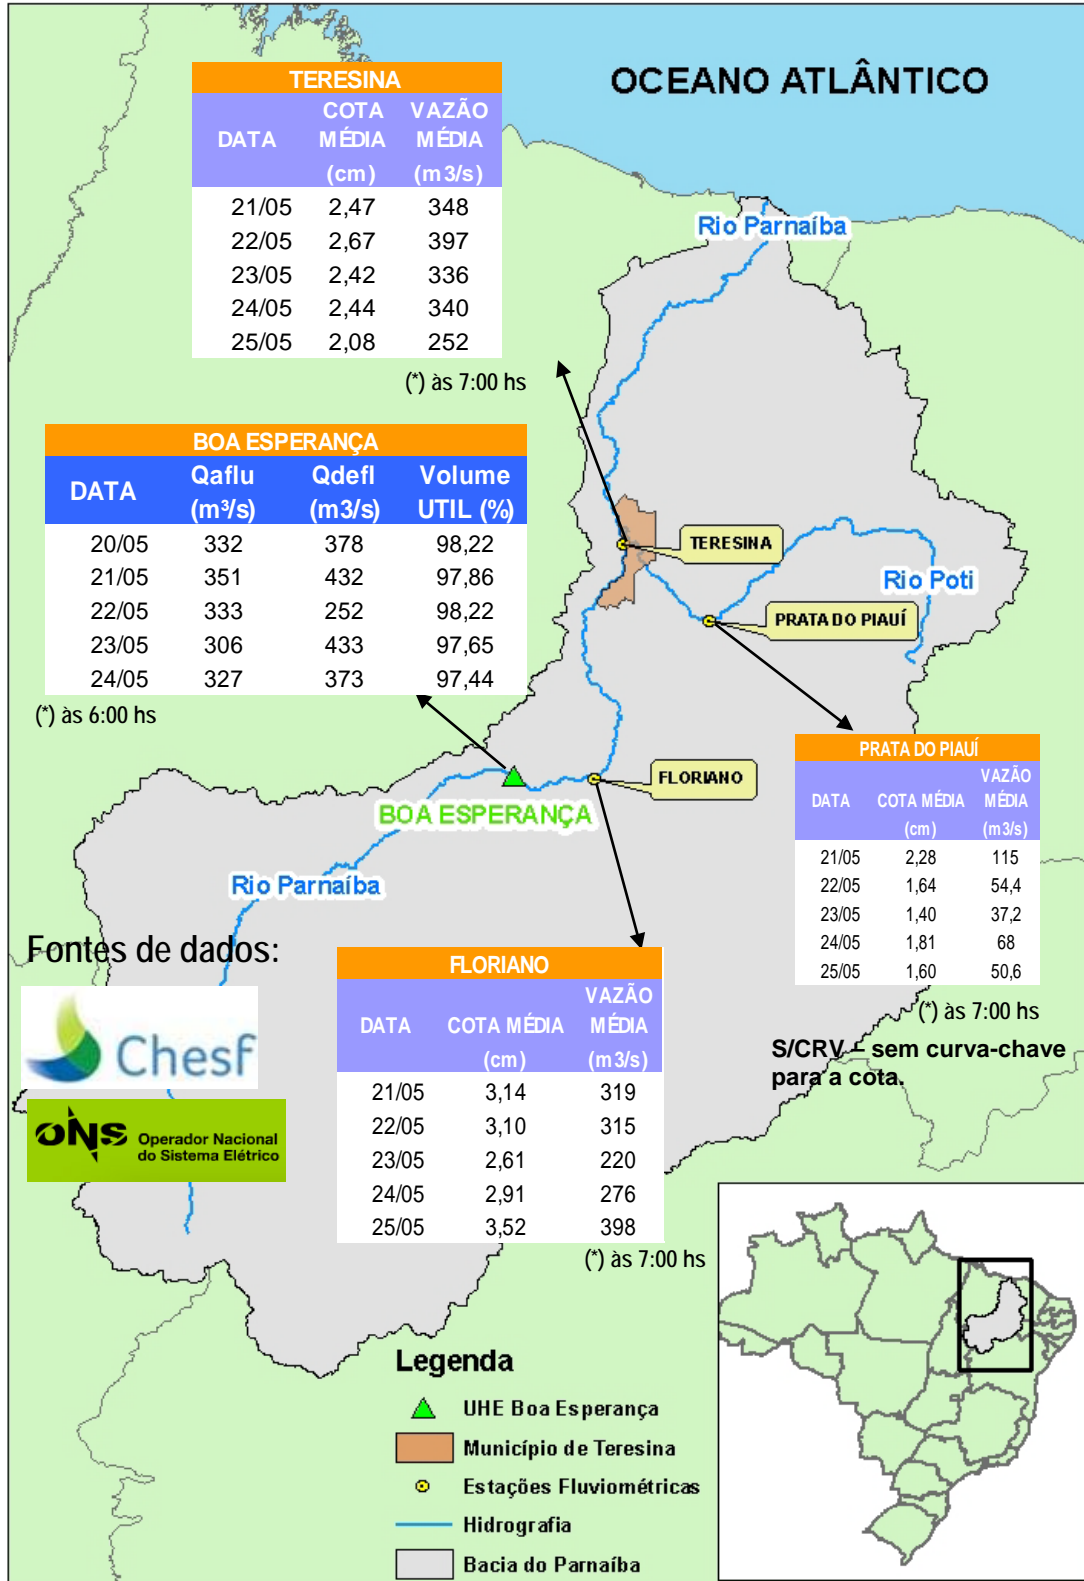 OCEANO ATLÂNTICO
TERESINA
DATA COTA MÉDIA (cm) VAZÃO MÉDIA (m3/s)
21/05 2,47 348
22/05 2,67 397
23/05 2,42 336
24/05 2,44 340
25/05 2,08 252
(*) às 7:00 hs
Rio Parnaíba
BOA ESPERANÇA
DATA Qaflu (m³/s) Qdefl (m3/s) Volume UTIL (%)
20/05 332 378 98,22
21/05 351 432 97,86
22/05 333 252 98,22
23/05 306 433 97,65
24/05 327 373 97,44
(*) às 6:00 hs
TERESINA
Rio Poti
PRATA DO PIAUÍ
FLORIANO
BOA ESPERANÇA
Rio Parnaíba
PRATA DO PIAUÍ
DATA COTA MÉDIA (cm) VAZÃO MÉDIA (m3/s)
21/05 2,28 115
22/05 1,64 54,4
23/05 1,40 37,2
24/05 1,81 68
25/05 1,60 50,6
(*) às 7:00 hs
S/CRV – sem curva-chave
para a cota.
Fontes de dados:
Chesf
ONS Operador Nacional
do Sistema Elétrico
FLORIANO
DATA COTA MÉDIA (cm) VAZÃO MÉDIA (m3/s)
21/05 3,14 319
22/05 3,10 315
23/05 2,61 220
24/05 2,91 276
25/05 3,52 398
(*) às 7:00 hs
Legenda
UHE Boa Esperança
Município de Teresina
Estações Fluviométricas
Hidrografia
Bacia do Parnaíba